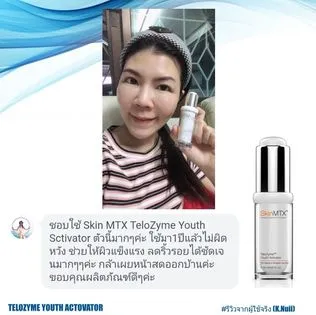 ชอบใช้ Skin MTX TeloZyme Youth
Sctivator ตัวนี้มากๆค่ะ ใช้มา1ปีแล้วไม่ผิด
หวัง ช่วยให้ผิวแข็งแรง ลดริ้วรอยได้ชัดเจ
นมากๆๆค่ะ กล้าเผยหน้าสดออกบ้านค่ะ
ขอบคุณผลิตภัณฑ์ดีๆค่ะ
SkinMTX
TeloZyme
Youth Activator
TELOZYME YOUTH ACTOVATOR
#รีวิวจากผู้ใช้จริง (K.Nuii)